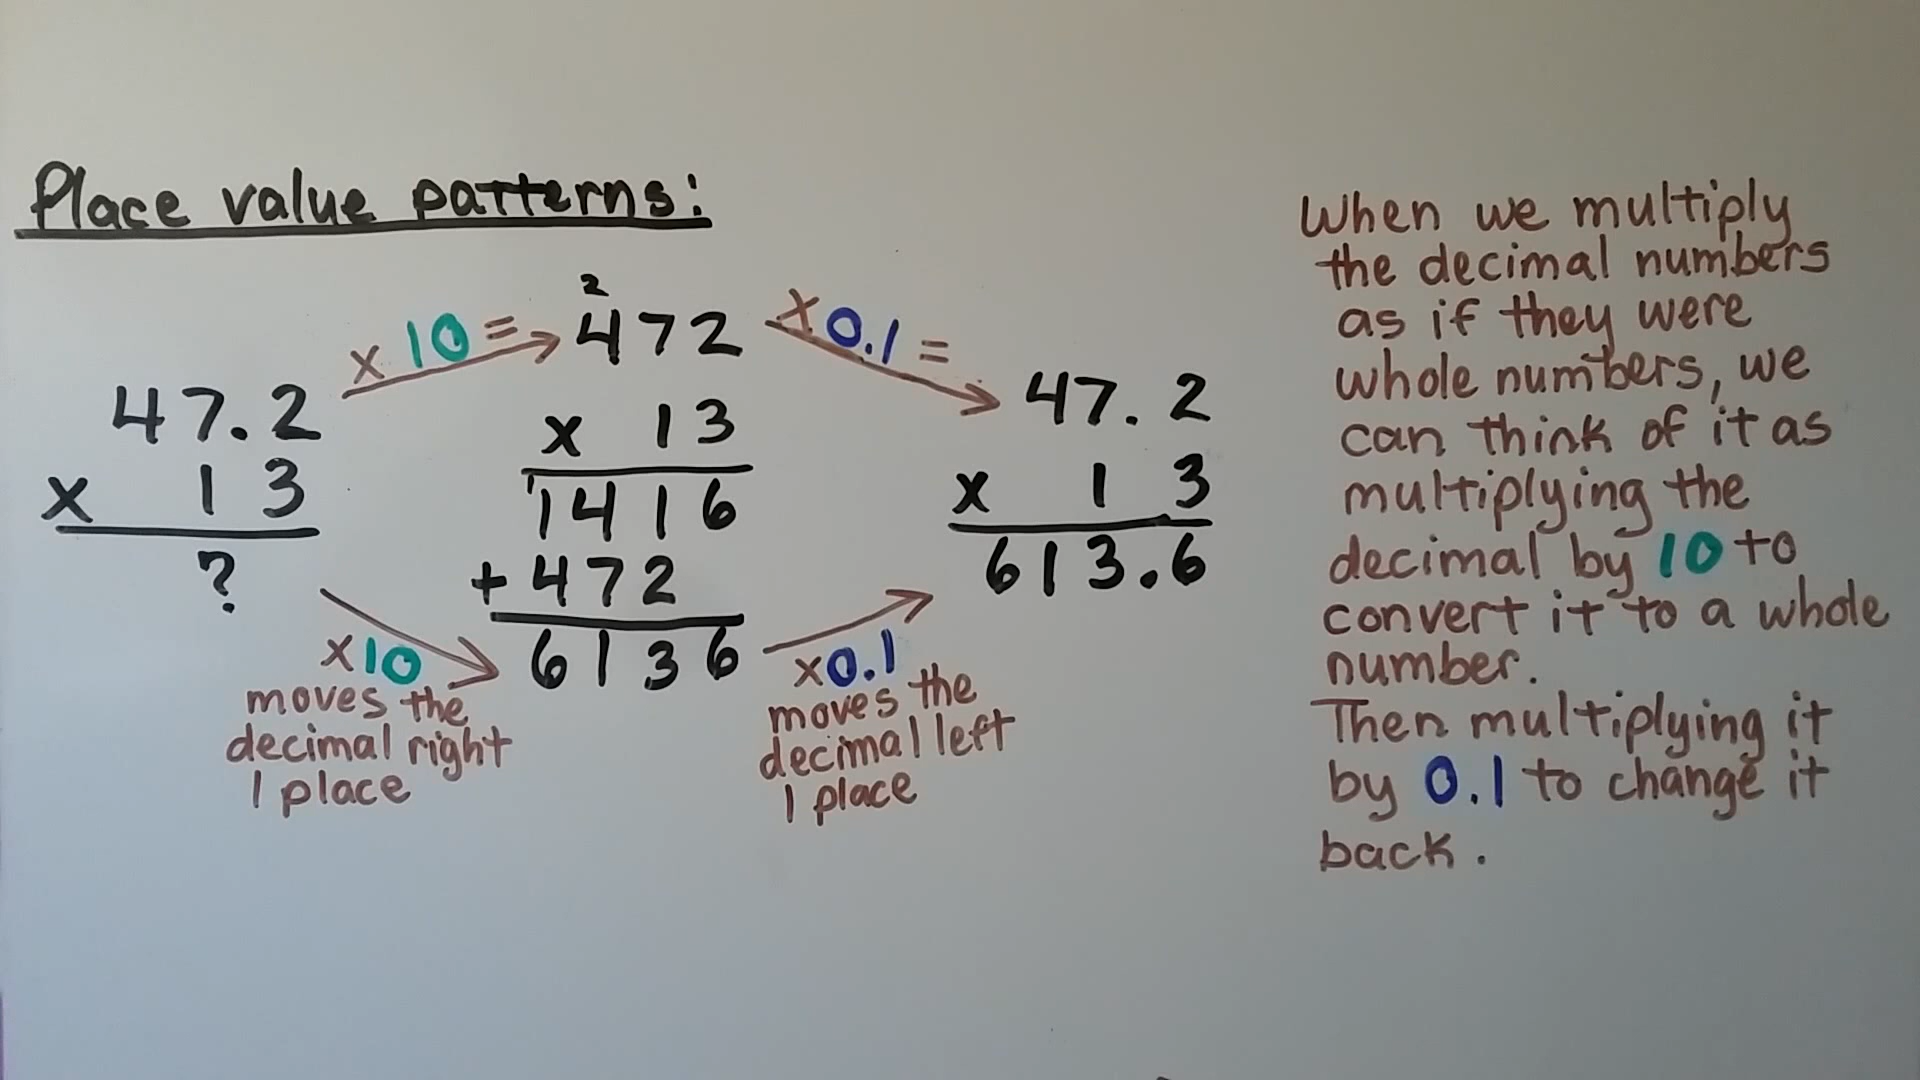 Place value patterns:
47.2
x 13
?
x 10 =
x10
moves the
decimal right
1 place
2
472
x 13
1
1416
+472
6136
x 0.1 =
x0.1
moves the
decimal left
1 place
47.2
x 1 3
613.6
When we multiply
the decimal numbers
as if they were
whole numbers, we
can think of it as
multiplying the
decimal by 10 to
convert it to a whole
number.
Then multiplying it
by 0.1 to change it
back.